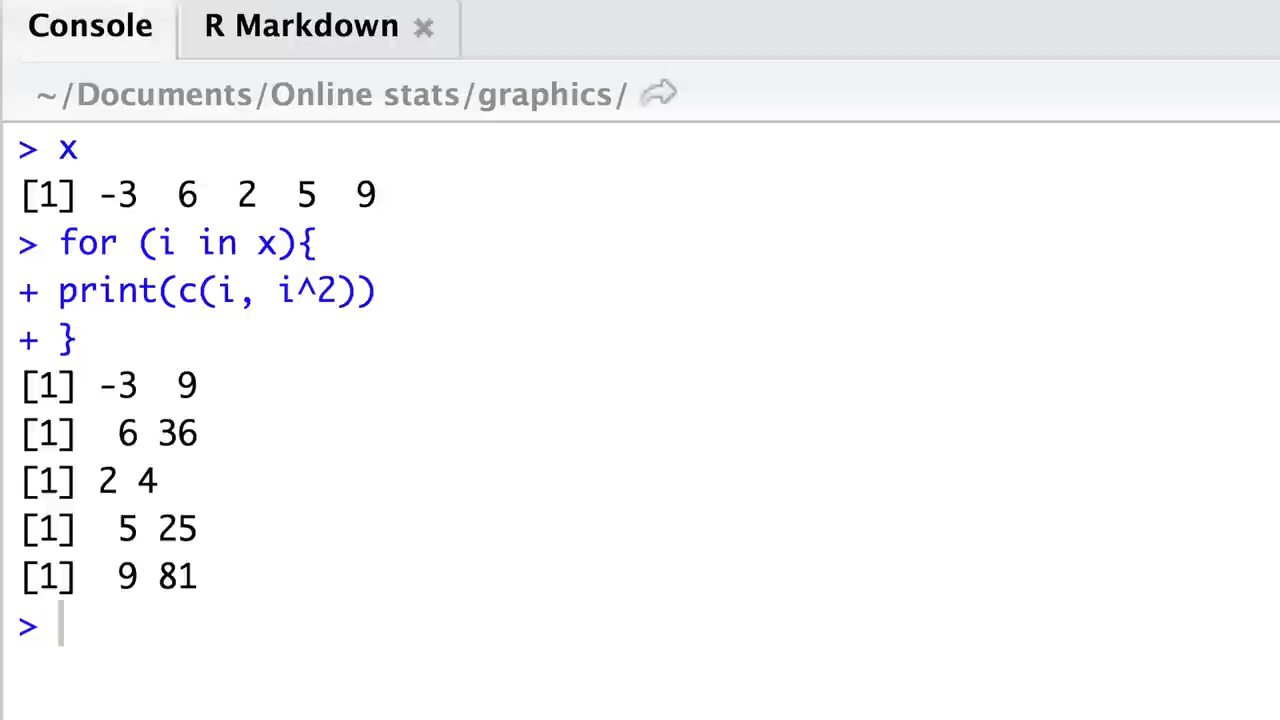 Console R Markdown
~/Documents/Online stats/graphics/
> x
[1] -3  6  2  5  9
> for (i in x){
+ print(c(i, i^2))
+ }
[1] -3  9
[1]  6 36
[1] 2 4
[1]  5 25
[1]  9 81
>